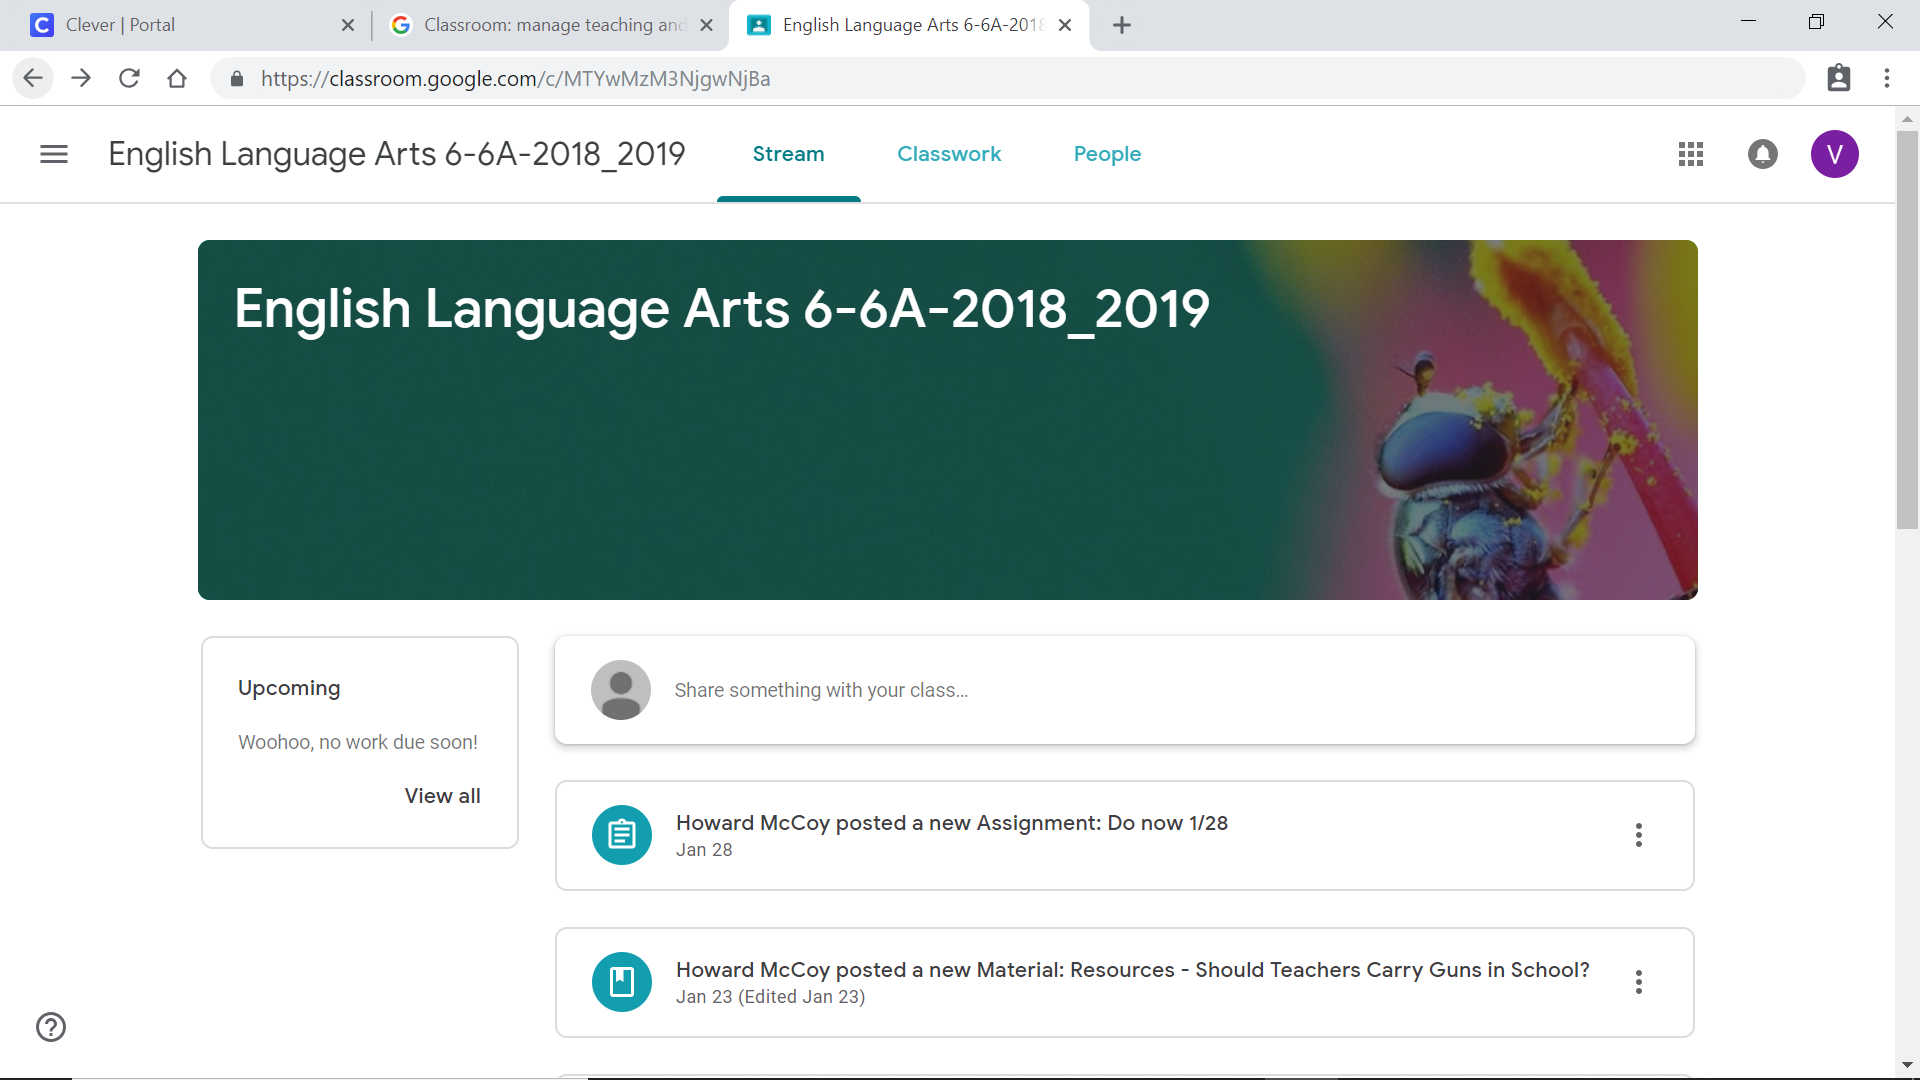 Clever | Portal
Classroom: manage teaching and
English Language Arts 6-6A-2018
https://classroom.google.com/c/MTYwMzM3NjgwNjBa
English Language Arts 6-6A-2018_2019
Stream
Classwork
People
V
English Language Arts 6-6A-2018_2019
Upcoming
Woohoo, no work due soon!
View all
Share something with your class...
Howard McCoy posted a new Assignment: Do now 1/28
Jan 28
Howard McCoy posted a new Material: Resources - Should Teachers Carry Guns in School?
Jan 23 (Edited Jan 23)